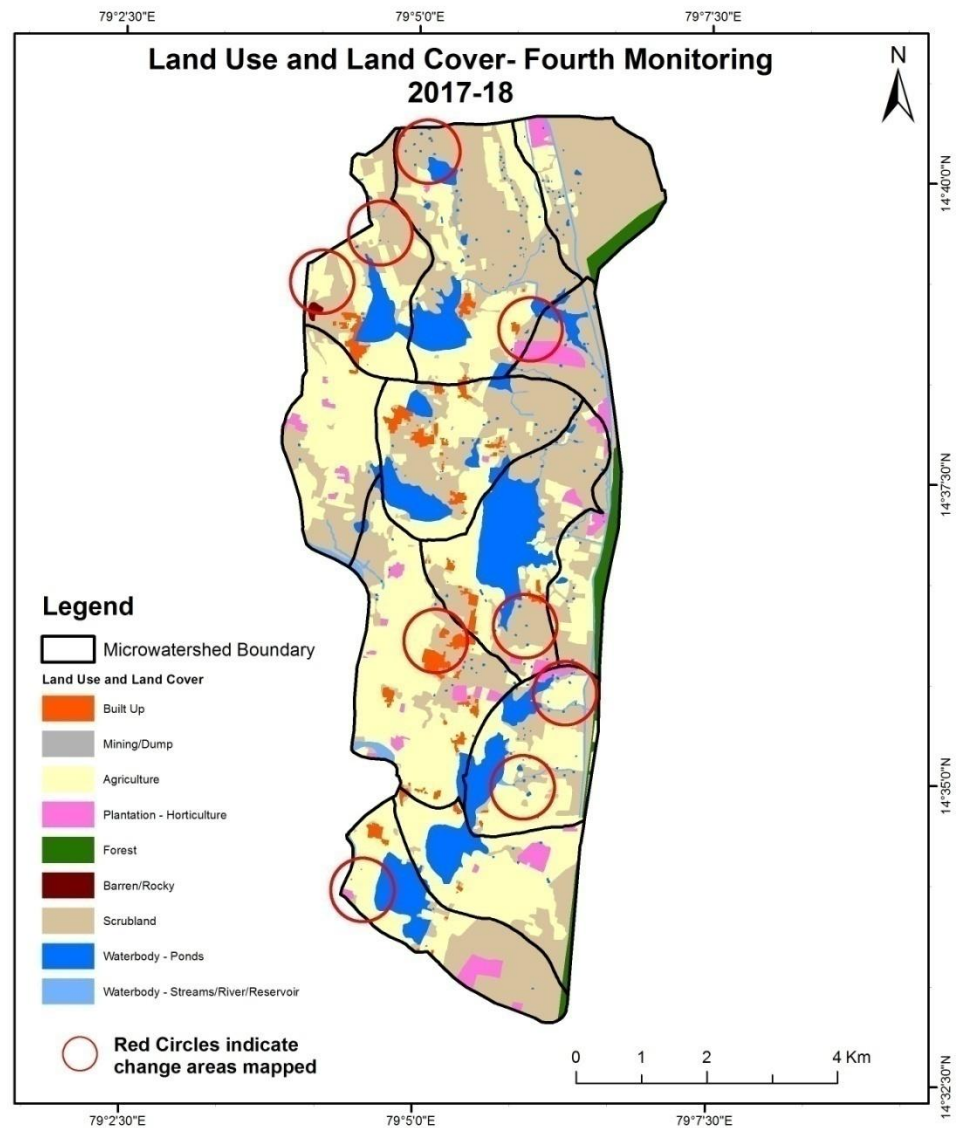 79°2'30"E 79°5'0"E 79°7'30"E
Land Use and Land Cover- Fourth Monitoring
2017-18
N
14°40'0"N
14°37'30"N
14°35'0"N
14°32'30"N
Legend
Microwatershed Boundary
Land Use and Land Cover
Built Up
Mining/Dump
Agriculture
Plantation - Horticulture
Forest
Barren/Rocky
Scrubland
Waterbody - Ponds
Waterbody - Streams/River/Reservoir
Red Circles indicate
change areas mapped
0 1 2 4 Km
79°2'30"E 79°5'0"E 79°7'30"E